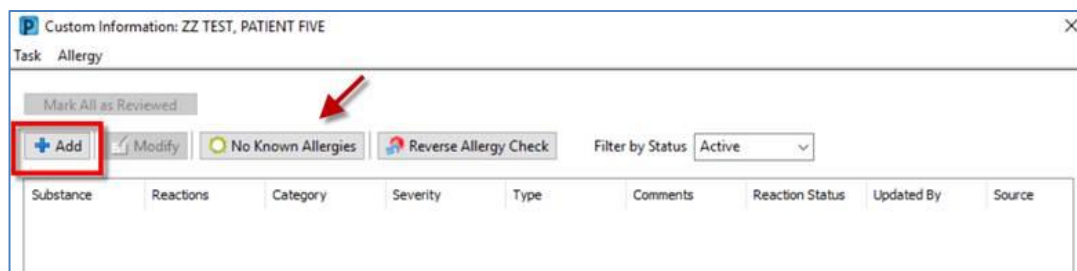 P Custom Information: ZZ TEST, PATIENT FIVE
Task Allergy
Mark All as Reviewed
Add Modify No Known Allergies Reverse Allergy Check Filter by Status Active
Substance Reactions Category Severity Type Comments Reaction Status Updated By Source